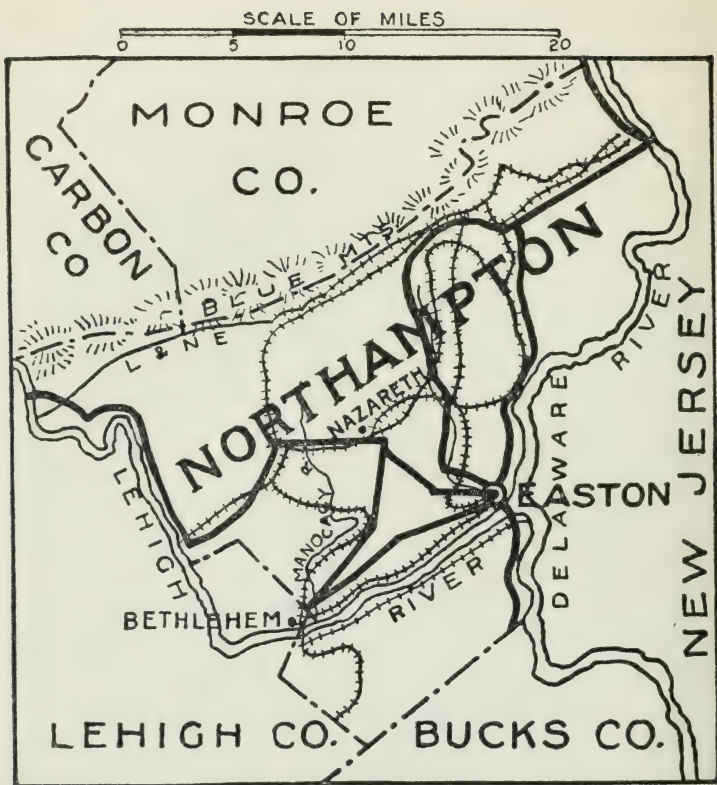 SCALE OF MILES
0 5 10 20
MONROE
CO.
CARBON
CO
BLUE MTS.
L & N E
NORTHAMPTON
NAZARETH
RIVER
NEW JERSEY
DELAWARE
EASTON
LEHIGH
MANOCACY
R
RIVER
BETHLEHEM
LEHIGH CO.
BUCKS CO.